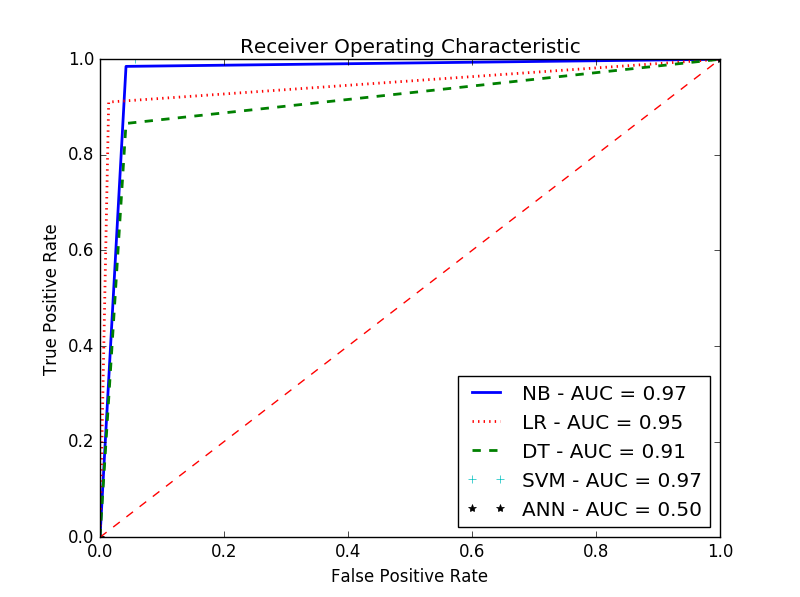 Receiver Operating Characteristic
1.0
0.8
0.6
0.4
0.2
0.0
True Positive Rate
NB - AUC = 0.97
LR - AUC = 0.95
DT - AUC = 0.91
SVM - AUC = 0.97
ANN - AUC = 0.50
0.0 0.2 0.4 0.6 0.8 1.0
False Positive Rate